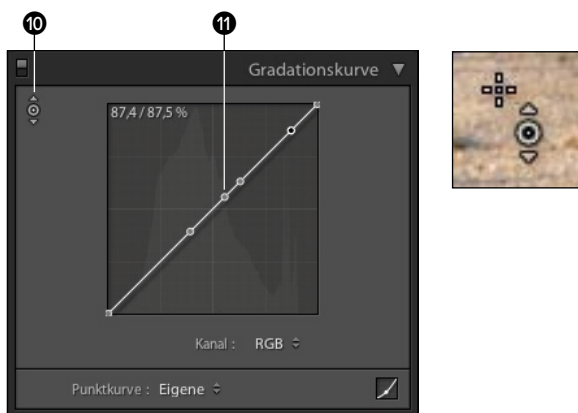 ⑩ ⑪
Gradationskurve
87,4 / 87,5 %
Kanal : RGB
Punktkurve : Eigene